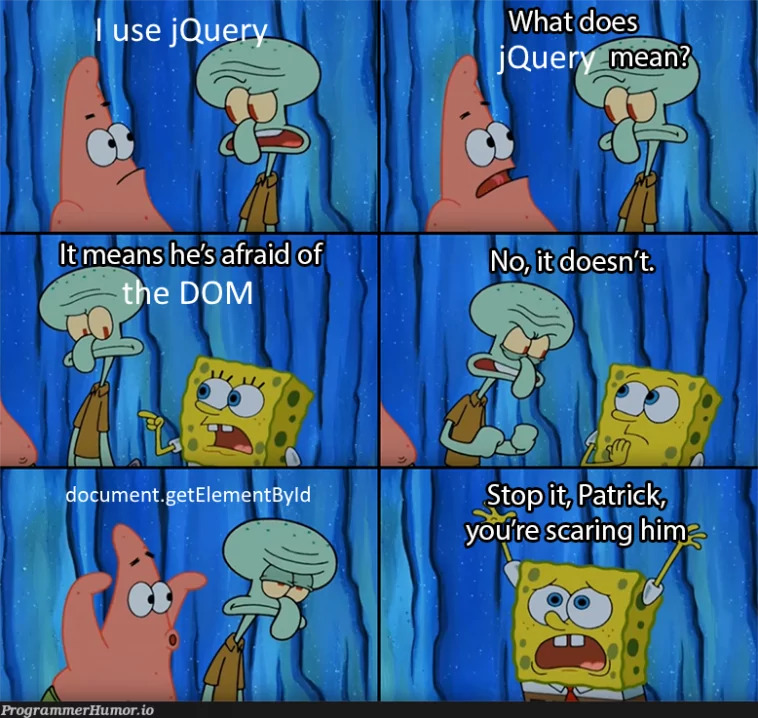 I use jQuery
What does
jQuery mean?
It means he's afraid of
the DOM
No, it doesn't.
document.getElementById
Stop it, Patrick,
you're scaring him
ProgrammerHumor.io